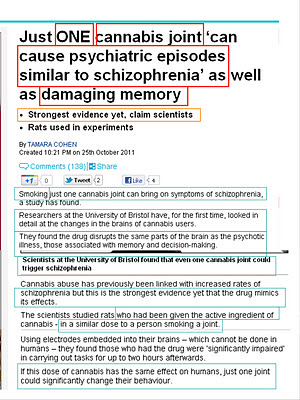 Just ONE cannabis joint 'can
cause psychiatric episodes
similar to schizophrenia' as well
as damaging memory
• Strongest evidence yet, claim scientists
• Rats used in experiments
By TAMARA COHEN
Created 10:21 PM on 25th October 2011
Comments (138) Share
+1 0 Tweet 2 Like 4
Smoking just one cannabis joint can bring on symptoms of schizophrenia,
a study has found.
Researchers at the University of Bristol have, for the first time, looked in
detail at the changes in the brains of cannabis users.
They found the drug disrupts the same parts of the brain as the psychotic
illness, those associated with memory and decision-making.
Scientists at the University of Bristol found that even one cannabis joint could
trigger schizophrenia
Cannabis abuse has previously been linked with increased rates of
schizophrenia but this is the strongest evidence yet that the drug mimics
its effects.
The scientists studied rats who had been given the active ingredient of
cannabis - in a similar dose to a person smoking a joint.
Using electrodes embedded into their brains – which cannot be done in
humans – they found those who had the drug were 'significantly impaired'
in carrying out tasks for up to two hours afterwards.
If this dose of cannabis has the same effect on humans, just one joint
could significantly change their behaviour.